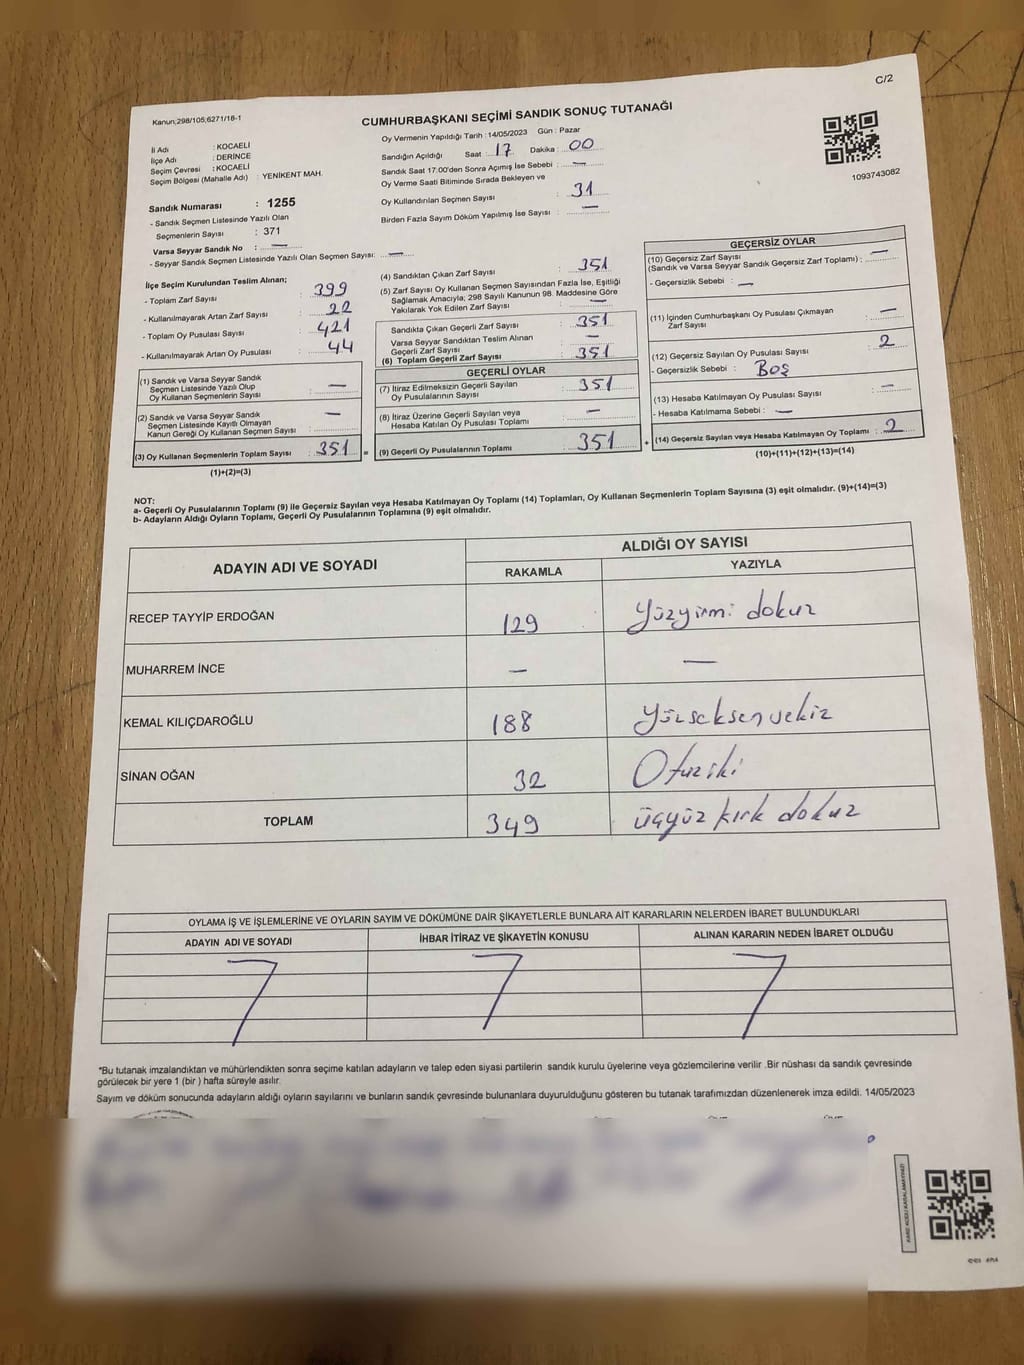 C/2
Kanun;298/105;6271/16-1
CUMHURBAŞKANI SEÇİMİ SANDIK SONUÇ TUTANAĞI
Oy Vermenin Yapıldığı Tarih : 14/05/2023 Gün : Pazar
İl Adı : KOCAELİ
İlçe Adı : DERİNCE
Seçim Çevresi : KOCAELİ
Seçim Bölgesi (Mahalle Adı) : YENİKENT MAH.
Sandığın Açıldığı Saat : 17 Dakika : 00
Sandık Saat 17:00'den Sonra Açımış İse Sebebi : —
Oy Verme Saati Bitiminde Sırada Bekleyen ve
Oy Kullandırılan Seçmen Sayısı : 31
Birden Fazla Sayım Döküm Yapılmış İse Sayısı : —
1093743082
Sandık Numarası : 1255
- Sandık Seçmen Listesinde Yazılı Olan
Seçmenlerin Sayısı : 371
Varsa Seyyar Sandık No : —
- Seyyar Sandık Seçmen Listesinde Yazılı Olan Seçmen Sayısı: —
İlçe Seçim Kurulundan Teslim Alınan;
- Toplam Zarf Sayısı : 399
- Kullanılmayarak Artan Zarf Sayısı : 22
- Toplam Oy Pusulası Sayısı : 421
- Kullanılmayarak Artan Oy Pusulası : 44
(1) Sandık ve Varsa Seyyar Sandık
Seçmen Listesinde Yazılı Olup
Oy Kullanan Seçmenlerin Sayısı : —
(2) Sandık ve Varsa Seyyar Sandık
Seçmen Listesinde Kayıtlı Olmayan
Kanun Gereği Oy Kullanan Seçmen Sayısı : —
(3) Oy Kullanan Seçmenlerin Toplam Sayısı : 351 =
(1)+(2)=(3)
(4) Sandıktan Çıkan Zarf Sayısı : 351
(5) Zarf Sayısı Oy Kullanan Seçmen Sayısından Fazla İse, Eşitliği
Sağlamak Amacıyla; 298 Sayılı Kanunun 98. Maddesine Göre
Yakılarak Yok Edilen Zarf Sayısı : —
Sandıkta Çıkan Geçerli Zarf Sayısı : 351
Varsa Seyyar Sandıktan Teslim Alınan
Geçerli Zarf Sayısı : —
(6) Toplam Geçerli Zarf Sayısı : 351
GEÇERLİ OYLAR
(7) İtiraz Edilmeksizin Geçerli Sayılan
Oy Pusulalarının Sayısı : 351
(8) İtiraz Üzerine Geçerli Sayılan veya
Hesaba Katılan Oy Pusulası Toplamı : —
(9) Geçerli Oy Pusulalarının Toplamı : 351 +
GEÇERSİZ OYLAR
(10) Geçersiz Zarf Sayısı
(Sandık ve Varsa Seyyar Sandık Geçersiz Zarf Toplamı) : —
- Geçersizlik Sebebi : —
(11) İçinden Cumhurbaşkanı Oy Pusulası Çıkmayan
Zarf Sayısı : —
(12) Geçersiz Sayılan Oy Pusulası Sayısı : 2
- Geçersizlik Sebebi : BOŞ
(13) Hesaba Katılmayan Oy Pusulası Sayısı : —
- Hesaba Katılmama Sebebi : —
(14) Geçersiz Sayılan veya Hesaba Katılmayan Oy Toplamı : 2
(10)+(11)+(12)+(13)=(14)
NOT:
a- Geçerli Oy Pusulalarının Toplamı (9) ile Geçersiz Sayılan veya Hesaba Katılmayan Oy Toplamı (14) Toplamları, Oy Kullanan Seçmenlerin Toplam Sayısına (3) eşit olmalıdır. (9)+(14)=(3)
b- Adayların Aldığı Oyların Toplamı, Geçerli Oy Pusulalarının Toplamına (9) eşit olmalıdır.
ADAYIN ADI VE SOYADI ALDIĞI OY SAYISI
RAKAMLA YAZIYLA
RECEP TAYYİP ERDOĞAN 129 Yüzyirmi dokuz
MUHARREM İNCE — —
KEMAL KILIÇDAROĞLU 188 Yüzseksensekiz
SİNAN OĞAN 32 Otuziki
TOPLAM 349 üçyüz kırk dokuz
OYLAMA İŞ VE İŞLEMLERİNE VE OYLARIN SAYIM VE DÖKÜMÜNE DAİR ŞİKAYETLERLE BUNLARA AİT KARARLARIN NELERDEN İBARET BULUNDUKLARI
ADAYIN ADI VE SOYADI İHBAR İTİRAZ VE ŞİKAYETİN KONUSU ALINAN KARARIN NEDEN İBARET OLDUĞU
*Bu tutanak imzalandıktan ve mühürlendikten sonra seçime katılan adayların ve talep eden siyasi partilerin sandık kurulu üyelerine veya gözlemcilerine verilir .Bir nüshası da sandık çevresinde
görülecek bir yere 1 (bir ) hafta süreyle asılır.
Sayım ve döküm sonucunda adayların aldığı oyların sayılarını ve bunların sandık çevresinde bulunanlara duyurulduğunu gösteren bu tutanak tarafımızdan düzenlenerek imza edildi. 14/05/2023
KARE KODU KARALAMAYINIZ!